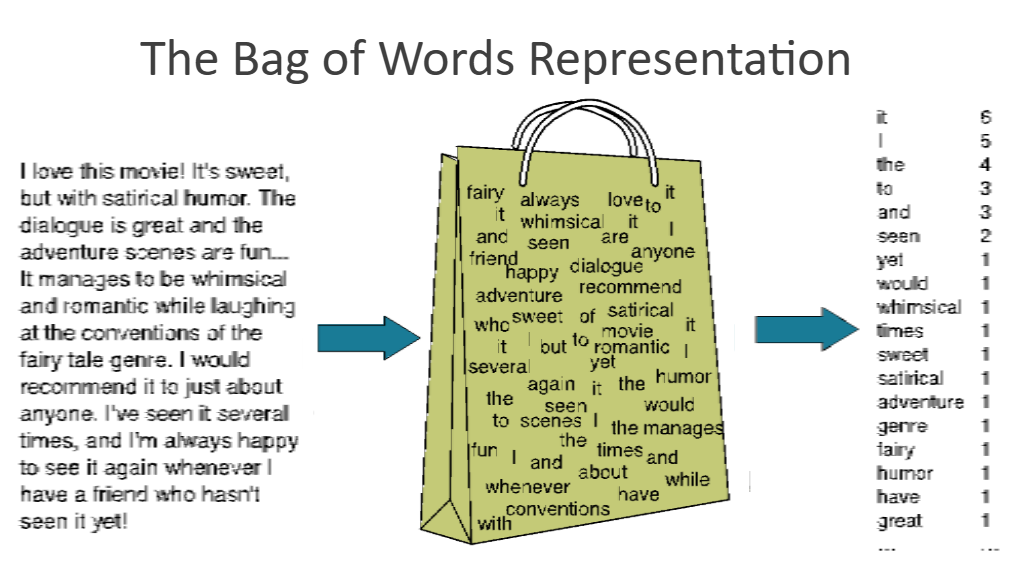 The Bag of Words Representation
I love this movie! It's sweet,
but with satirical humor. The
dialogue is great and the
adventure scenes are fun...
It manages to be whimsical
and romantic while laughing
at the conventions of the
fairy tale genre. I would
recommend it to just about
anyone. I've seen it several
times, and I'm always happy
to see it again whenever I
have a friend who hasn't
seen it yet!
fairy always love to it
it whimsical it I
and seen are anyone
friend happy dialogue
adventure recommend
who sweet of satirical movie it
it I but to romantic I
several yet
again it the humor
the seen would
to scenes I the manages
fun I and the times and
whenever about while
have
conventions
with
it 6
I 5
the 4
to 3
and 3
seen 2
yet 1
would 1
whimsical 1
times 1
sweet 1
satirical 1
adventure 1
genre 1
fairy 1
humor 1
have 1
great 1
... ...